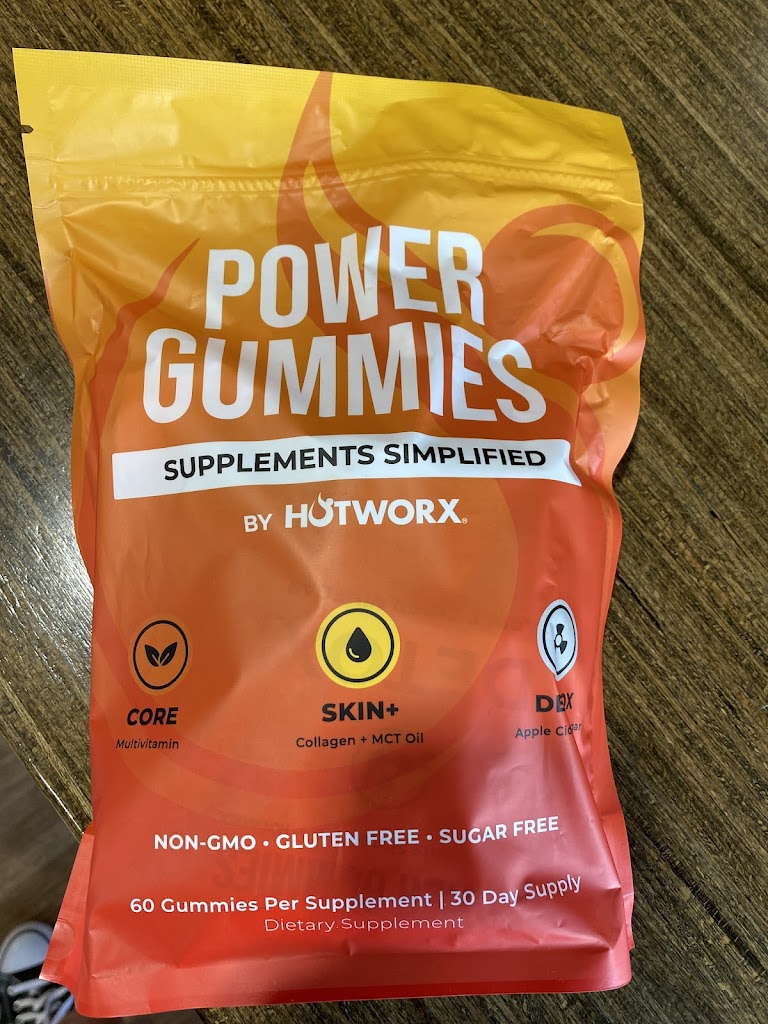 POWER
GUMMIES
SUPPLEMENTS SIMPLIFIED
BY HOTWORX®
CORE
Multivitamin
SKIN+
Collagen + MCT Oil
Apple
NON-GMO • GLUTEN FREE • SUGAR FREE
60 Gummies Per Supplement | 30 Day Supply
Dietary Supplement